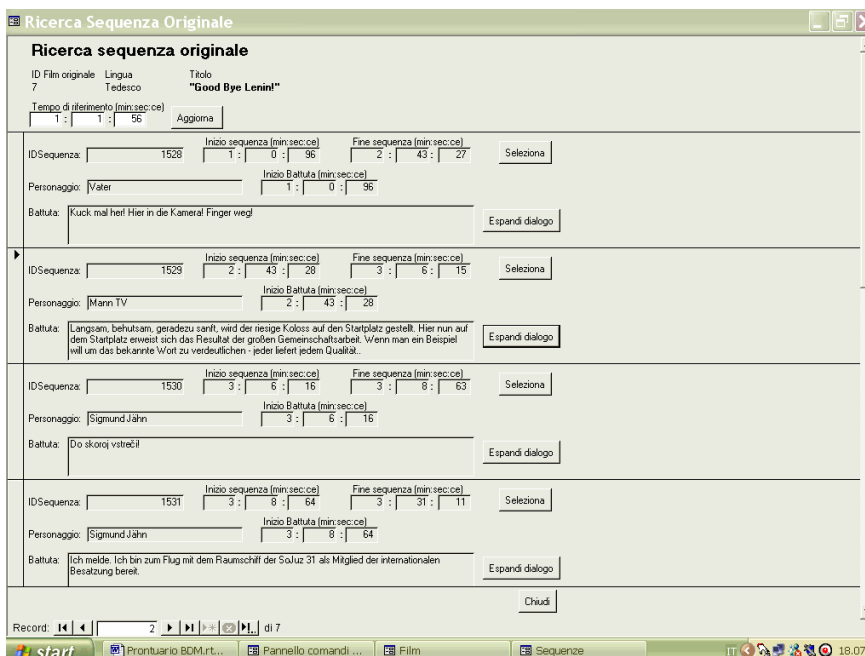 Ricerca Sequenza Originale
Ricerca sequenza originale
ID Film originale Lingua Titolo
7 Tedesco "Good Bye Lenin!"
Tempo di riferimento (min:sec:ce)
1 : 1 : 56 Aggiorna
Inizio sequenza (min:sec:ce) Fine sequenza (min:sec:ce)
IDSequenza: 1528 1 : 0 : 96 2 : 43 : 27 Seleziona
Inizio Battuta (min:sec:ce)
Personaggio: Vater 1 : 0 : 96
Battuta: Kuck mal her! Hier in die Kamera! Finger weg!
Espandi dialogo
Inizio sequenza (min:sec:ce) Fine sequenza (min:sec:ce)
IDSequenza: 1529 2 : 43 : 28 3 : 6 : 15 Seleziona
Inizio Battuta (min:sec:ce)
Personaggio: Mann TV 2 : 43 : 28
Battuta: Langsam, behutsam, geradezu sanft, wird der riesige Koloss auf den Startplatz gestellt. Hier nun auf
dem Startplatz erweist sich das Resultat der großen Gemeinschaftsarbeit. Wenn man ein Beispiel
will um das bekannte Wort zu verdeutlichen - jeder liefert jedem Qualität..
Espandi dialogo
Inizio sequenza (min:sec:ce) Fine sequenza (min:sec:ce)
IDSequenza: 1530 3 : 6 : 16 3 : 8 : 63 Seleziona
Inizio Battuta (min:sec:ce)
Personaggio: Sigmund Jähn 3 : 6 : 16
Battuta: Do skoroj vstreči!
Espandi dialogo
Inizio sequenza (min:sec:ce) Fine sequenza (min:sec:ce)
IDSequenza: 1531 3 : 8 : 64 3 : 31 : 11 Seleziona
Inizio Battuta (min:sec:ce)
Personaggio: Sigmund Jähn 3 : 8 : 64
Battuta: Ich melde. Ich bin zum Flug mit dem Raumschiff der SoJuz 31 als Mitglied der internationalen
Besatzung bereit.
Espandi dialogo
Chiudi
Record: 2 di 7
start Prontuario BDM.rt... Pannello comandi ... Film Sequenze IT 18.07